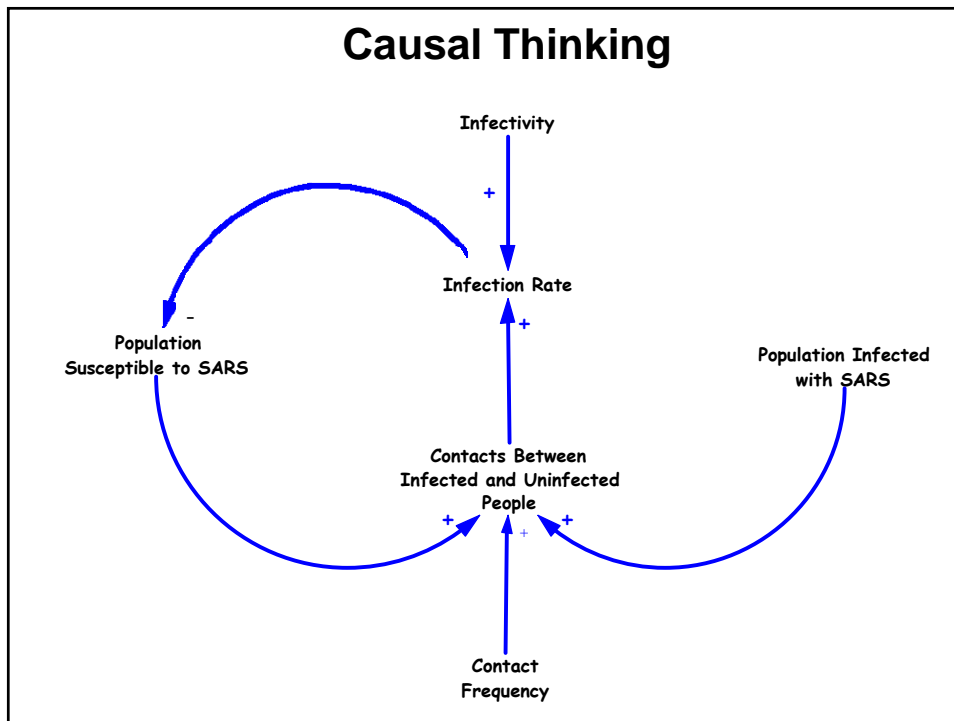 Causal Thinking
Infectivity
+
Infection Rate
+
-
Population
Susceptible to SARS
Population Infected
with SARS
Contacts Between
Infected and Uninfected
People
+
+
+
Contact
Frequency